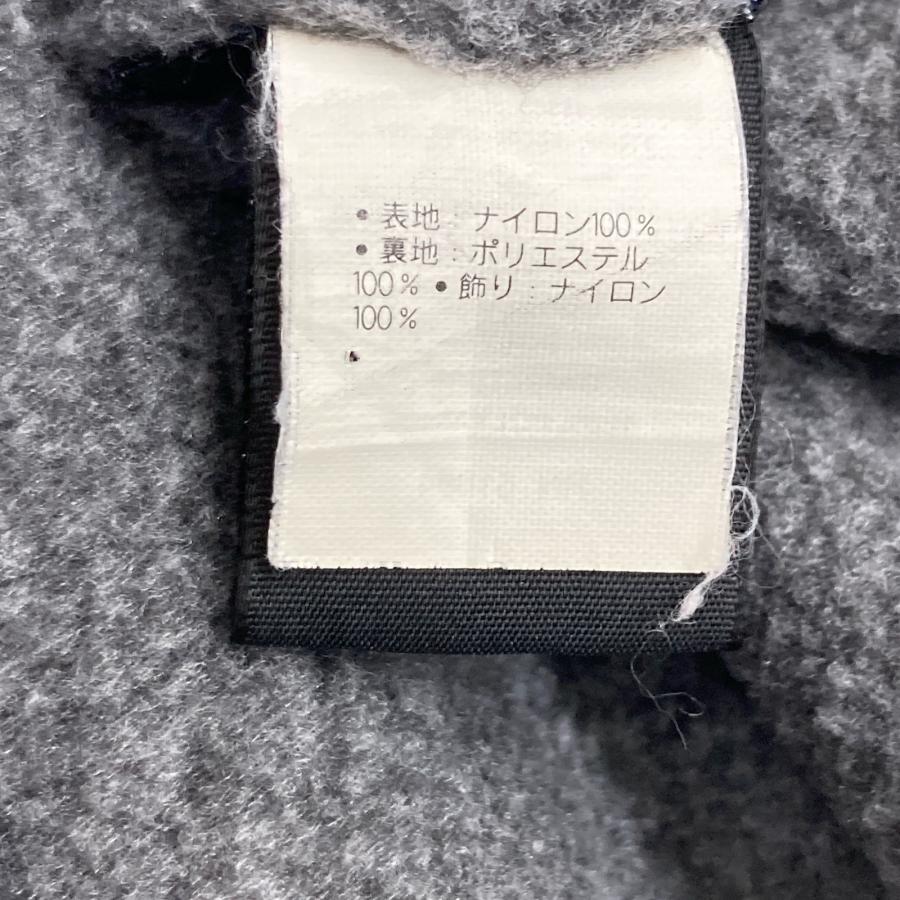 • 表地：ナイロン100％
• 裏地：ポリエステル
100％ • 飾り：ナイロン
100％